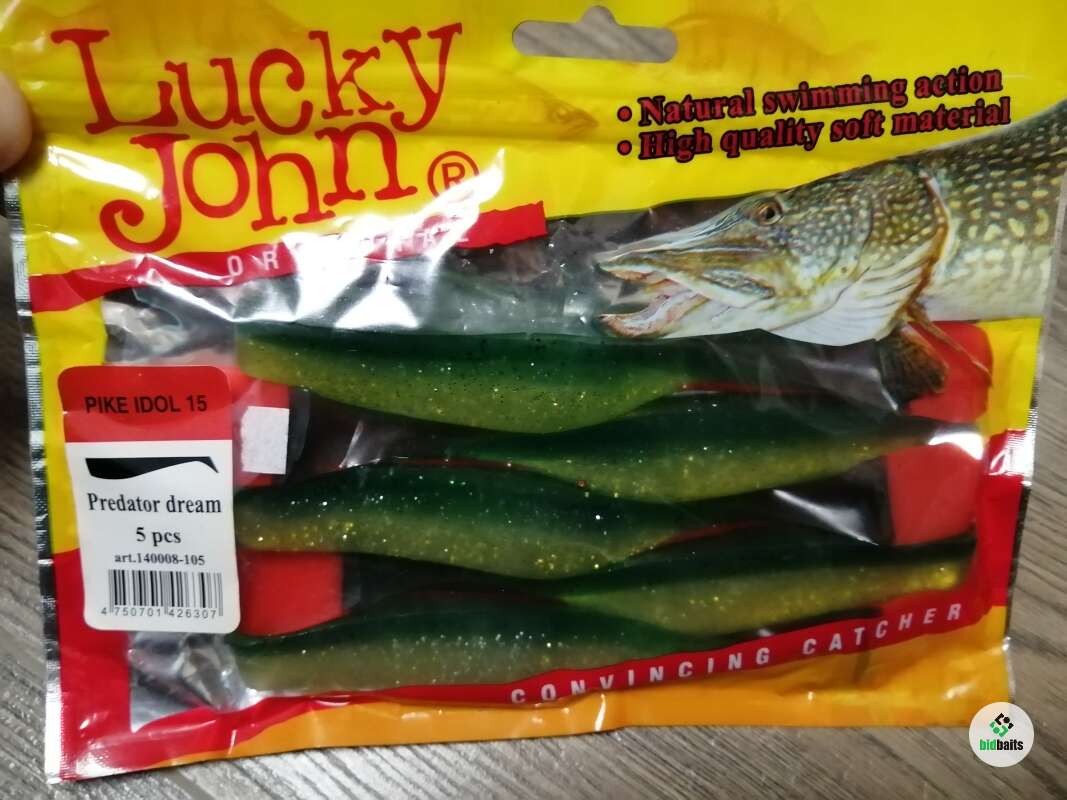 Lucky
John®
ORIGINAL
• Natural swimming action
• High quality soft material
PIKE IDOL 15
Predator dream
5 pcs
art.140008-105
4 750701 426307
CONVINCING CATCHER
bidbaits